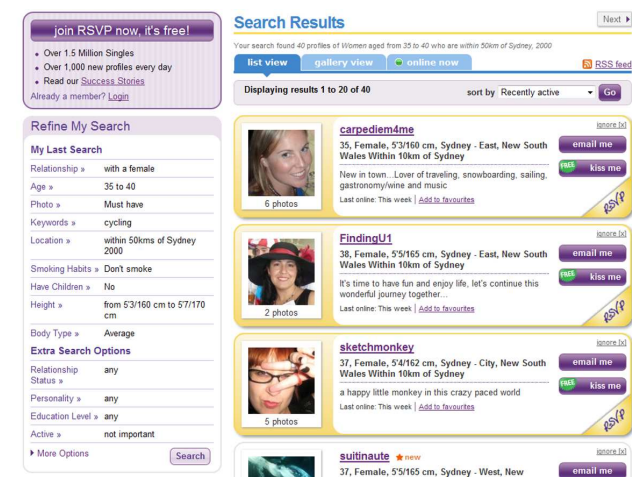 join RSVP now, it's free!
Over 1.5 Million Singles
Over 1,000 new profiles every day
Read our Success Stories
Already a member? Login
Refine My Search
My Last Search
Relationship » with a female
Age » 35 to 40
Photo » Must have
Keywords » cycling
Location » within 50kms of Sydney
2000
Smoking Habits » Don't smoke
Have Children » No
Height » from 5'3/160 cm to 5'7/170
cm
Body Type » Average
Extra Search Options
Relationship
Status » any
Personality » any
Education Level » any
Active » not important
More Options Search
Search Results
Next
Your search found 40 profiles of Women aged from 35 to 40 who are within 50km of Sydney, 2000
list view gallery view online now RSS feed
Displaying results 1 to 20 of 40 sort by Recently active Go
carpediem4me ignore [x]
35, Female, 5'3/160 cm, Sydney - East, New South
Wales Within 10km of Sydney
email me
New in town...Lover of traveling, snowboarding, sailing,
gastronomy/wine and music
FREE kiss me
Last online: This week | Add to favourites
6 photos
RSVP
FindingU1 ignore [x]
38, Female, 5'5/165 cm, Sydney - East, New South
Wales Within 10km of Sydney
email me
It's time to have fun and enjoy life, let's continue this
wonderful journey together...
FREE kiss me
Last online: This week | Add to favourites
2 photos
RSVP
sketchmonkey ignore [x]
37, Female, 5'4/162 cm, Sydney - City, New South
Wales Within 10km of Sydney
email me
a happy little monkey in this crazy paced world
FREE kiss me
Last online: This week | Add to favourites
5 photos
RSVP
suitinaute new ignore [x]
37, Female, 5'5/165 cm, Sydney - West, New
email me